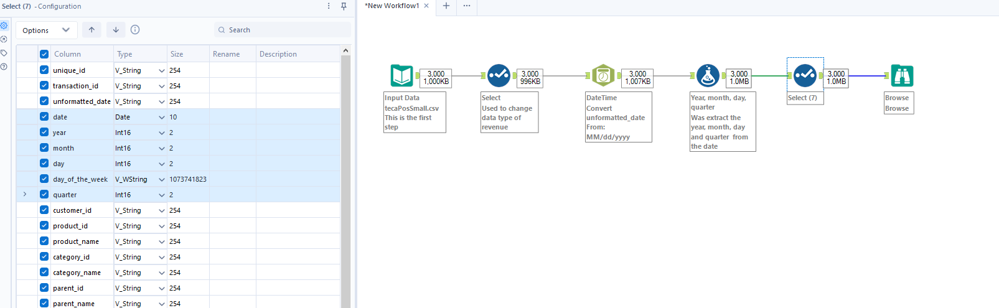 Select (7) - Configuration
Options
Search
Column Type Size Rename Description
unique_id V_String 254
transaction_id V_String 254
unformatted_date V_String 254
date Date 10
year Int16 2
month Int16 2
day Int16 2
day_of_the_week V_WString 1073741823
quarter Int16 2
customer_id V_String 254
product_id V_String 254
product_name V_String 254
category_id V_String 254
category_name V_String 254
parent_id V_String 254
parent_name V_String 254
*New Workflow1
3,000
1,000KB
Input Data
tecaPosSmall.csv
This is the first
step
3,000
996KB
Select
Used to change
data type of
revenue
3,000
1,007KB
DateTime
Convert
unformatted_date
From:
MM/dd/yyyy
3,000
1.0MB
Year, month, day,
quarter
Was extract the
year, month, day
and quarter from
the date
3,000
1.0MB
Select (7)
Browse
Browse